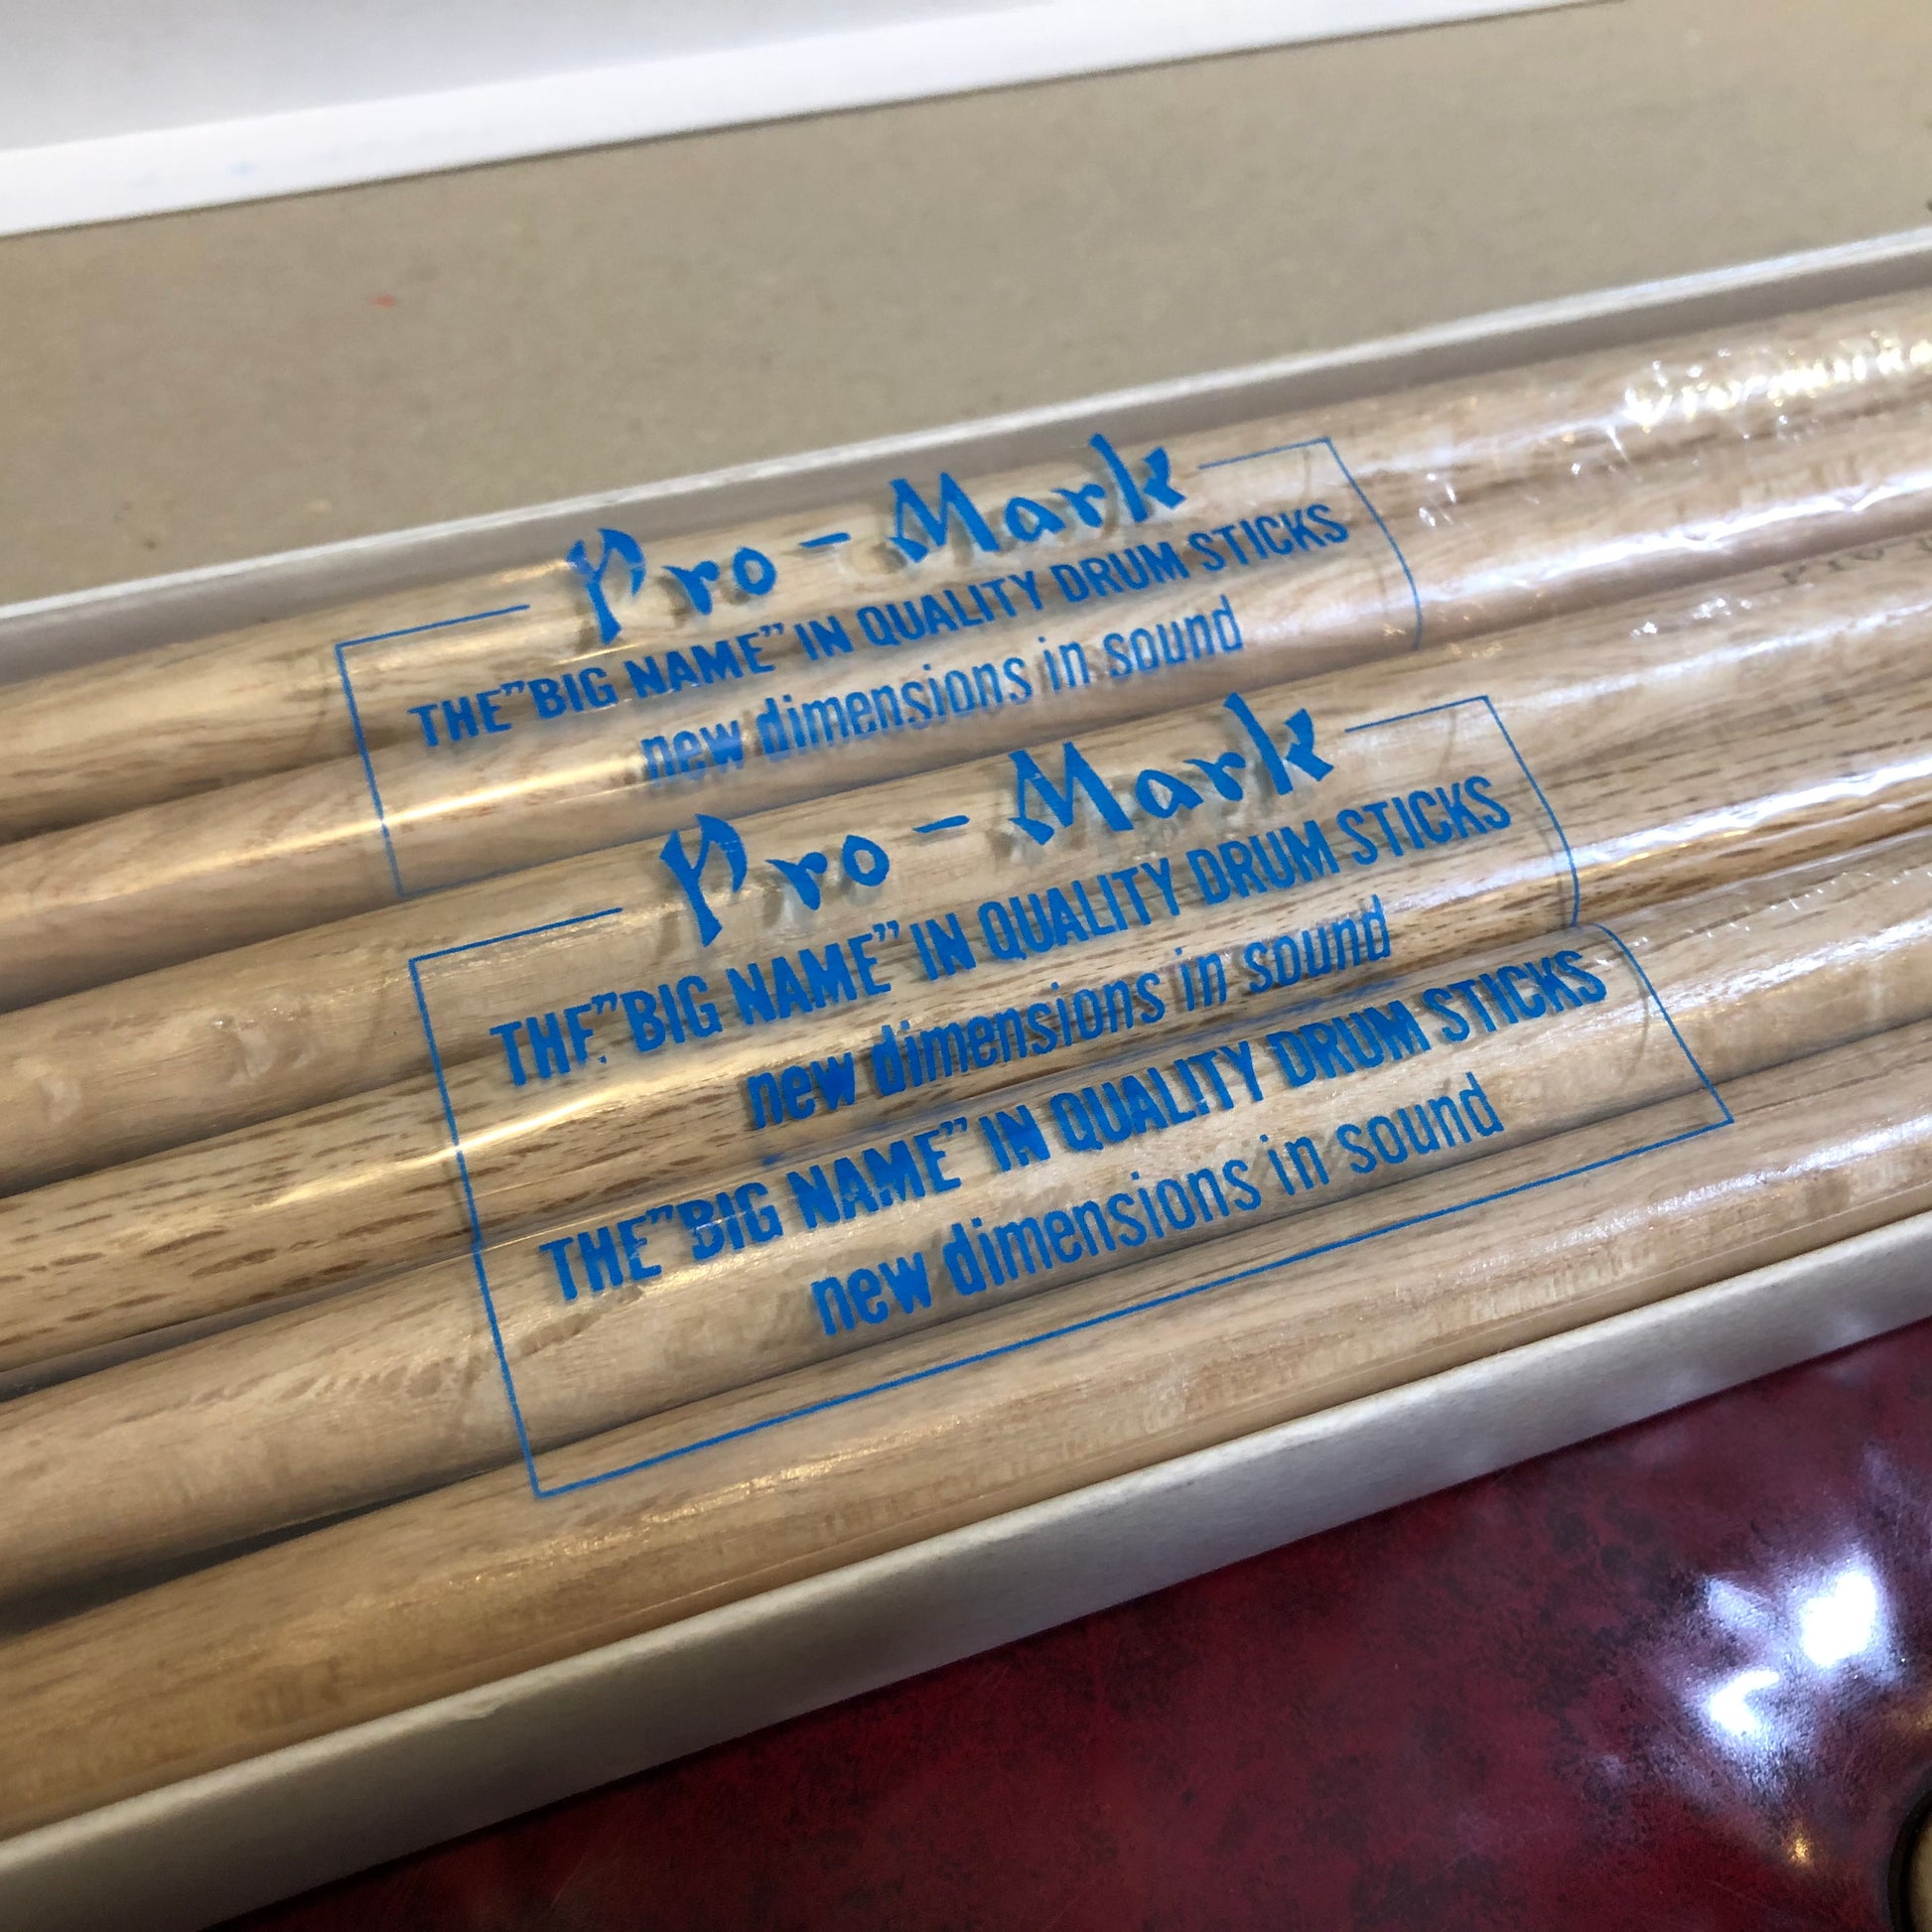 Pro-Mark
THE"BIG NAME"IN QUALITY DRUM STICKS
new dimensions in sound
Pro-Mark
THE"BIG NAME"IN QUALITY DRUM STICKS
new dimensions in sound
THE"BIG NAME"IN QUALITY DRUM STICKS
new dimensions in sound